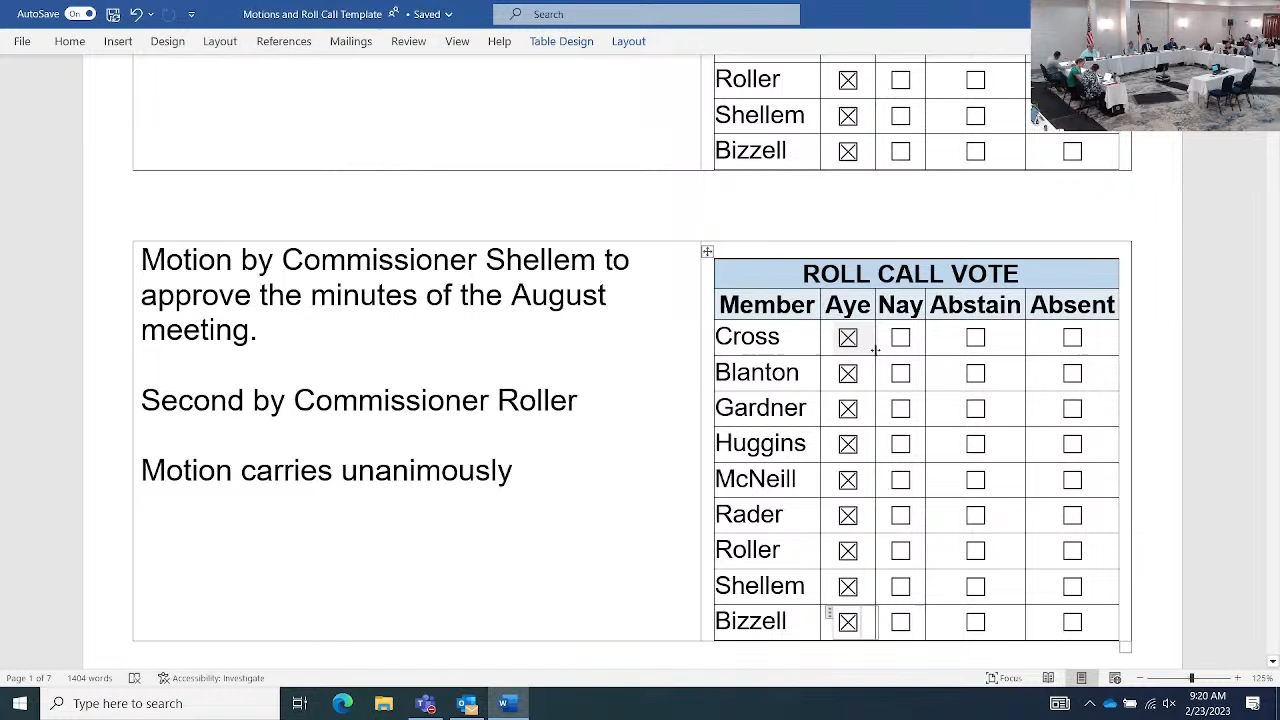 AutoSave On Motions and Roll Call Template • Saved Search
File Home Insert Design Layout References Mailings Review View Help Table Design Layout
Roller ☒ ☐ ☐
Shellem ☒ ☐ ☐
Bizzell ☒ ☐ ☐ ☐
Motion by Commissioner Shellem to
approve the minutes of the August
meeting.
Second by Commissioner Roller
Motion carries unanimously
ROLL CALL VOTE
Member Aye Nay Abstain Absent
Cross ☒ ☐ ☐ ☐
Blanton ☒ ☐ ☐ ☐
Gardner ☒ ☐ ☐ ☐
Huggins ☒ ☐ ☐ ☐
McNeill ☒ ☐ ☐ ☐
Rader ☒ ☐ ☐ ☐
Roller ☒ ☐ ☐ ☐
Shellem ☒ ☐ ☐ ☐
Bizzell ☒ ☐ ☐ ☐
Page 1 of 7 1404 words Accessibility: Investigate Focus 125%
Type here to search 9:20 AM
2/23/2023